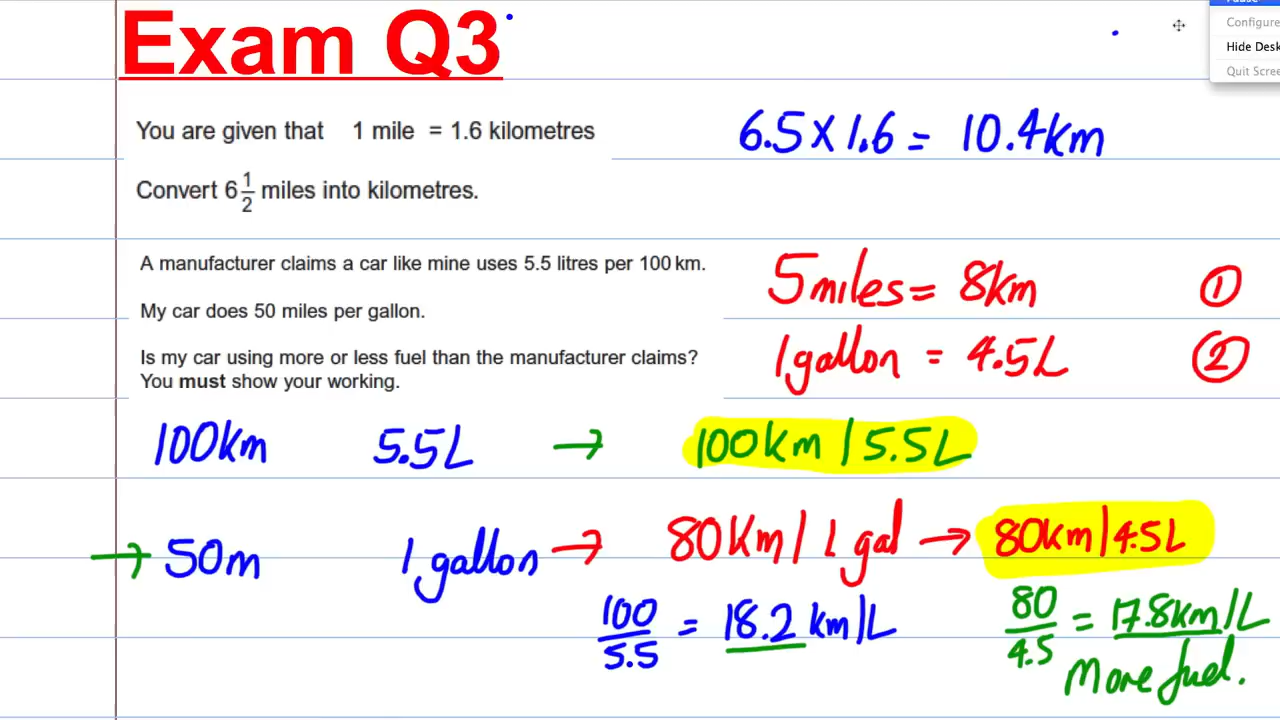 Exam Q3
You are given that 1 mile = 1.6 kilometres
6.5 x 1.6 = 10.4km
Convert 6 1/2 miles into kilometres.
A manufacturer claims a car like mine uses 5.5 litres per 100 km.
My car does 50 miles per gallon.
Is my car using more or less fuel than the manufacturer claims?
You must show your working.
5 miles = 8km ①
1 gallon = 4.5L ②
100km 5.5L → 100km / 5.5L
→ 50m 1 gallon → 80km / 1 gal → 80km / 4.5L
100/5.5 = 18.2 km/L
80/4.5 = 17.8km/L
More fuel.
Configure
Hide Desk
Quit Scree